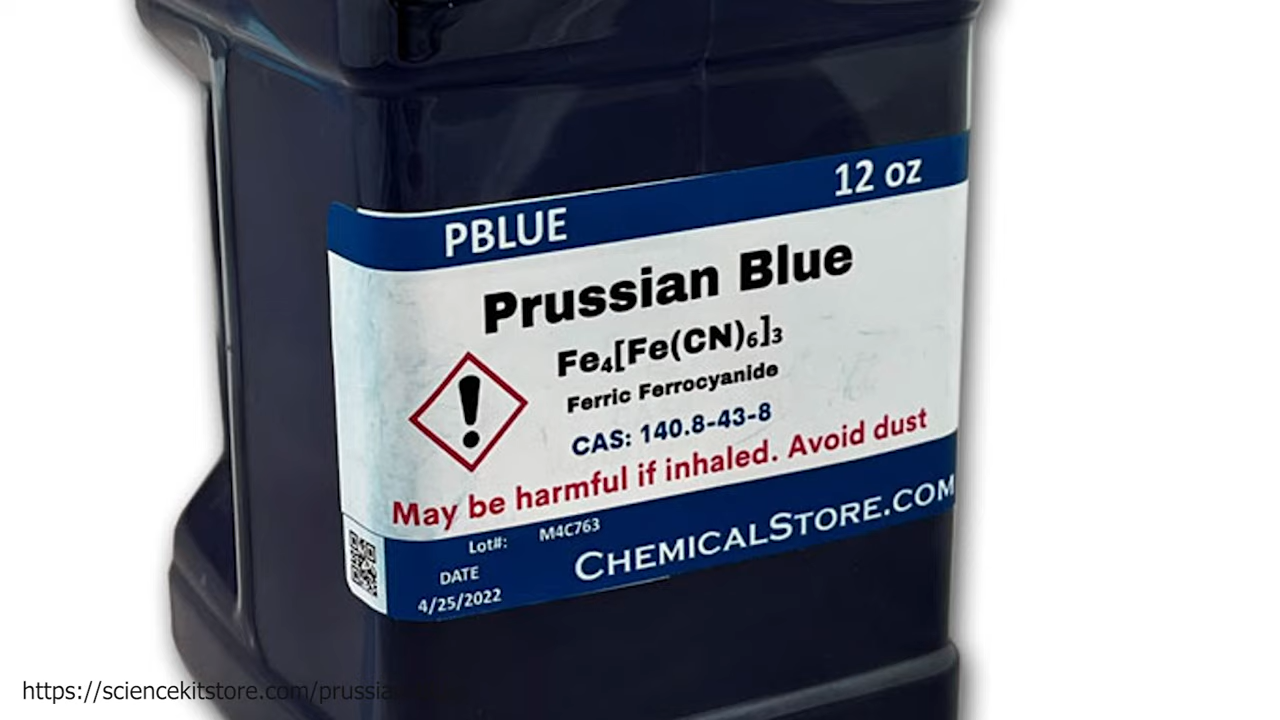 12 oz
PBLUE
Prussian Blue
Fe₄[Fe(CN)₆]₃
Ferric Ferrocyanide
CAS: 140.8-43-8
May be harmful if inhaled. Avoid dust
Lot#: M4C763
CHEMICALSTORE.COM
DATE
4/25/2022
https://sciencekitstore.com/prussia